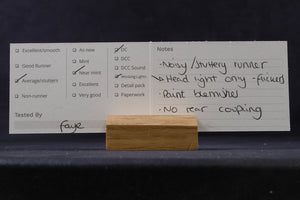 Excellent/smooth
Good Runner
Average/stutters
Non-runner
Tested By
Faye
As new
Mint
Near mint
Excellent
Very good
DC
DCC
DCC Sound
Working Lights
Detail pack
Paperwork
Notes
-Noisy/stuttery runner
Head light only -
-Paint blemishes
-No rear coupling